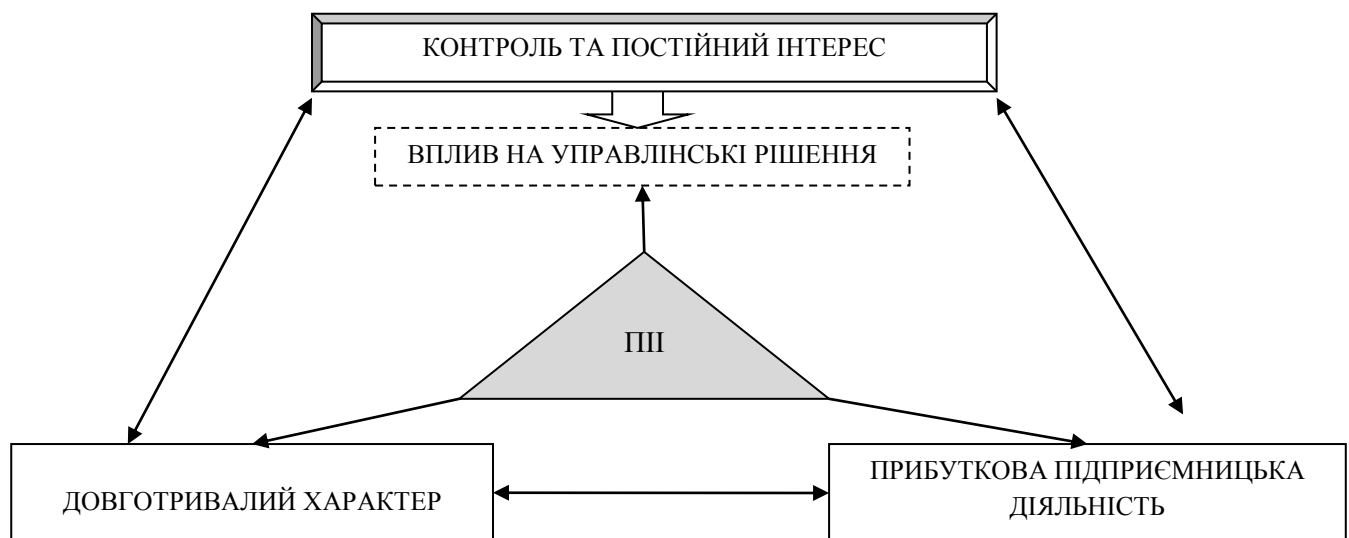 КОНТРОЛЬ ТА ПОСТІЙНИЙ ІНТЕРЕС
ВПЛИВ НА УПРАВЛІНСЬКІ РІШЕННЯ
ПІІ
ДОВГОТРИВАЛИЙ ХАРАКТЕР
ПРИБУТКОВА ПІДПРИЄМНИЦЬКА
ДІЯЛЬНІСТЬ